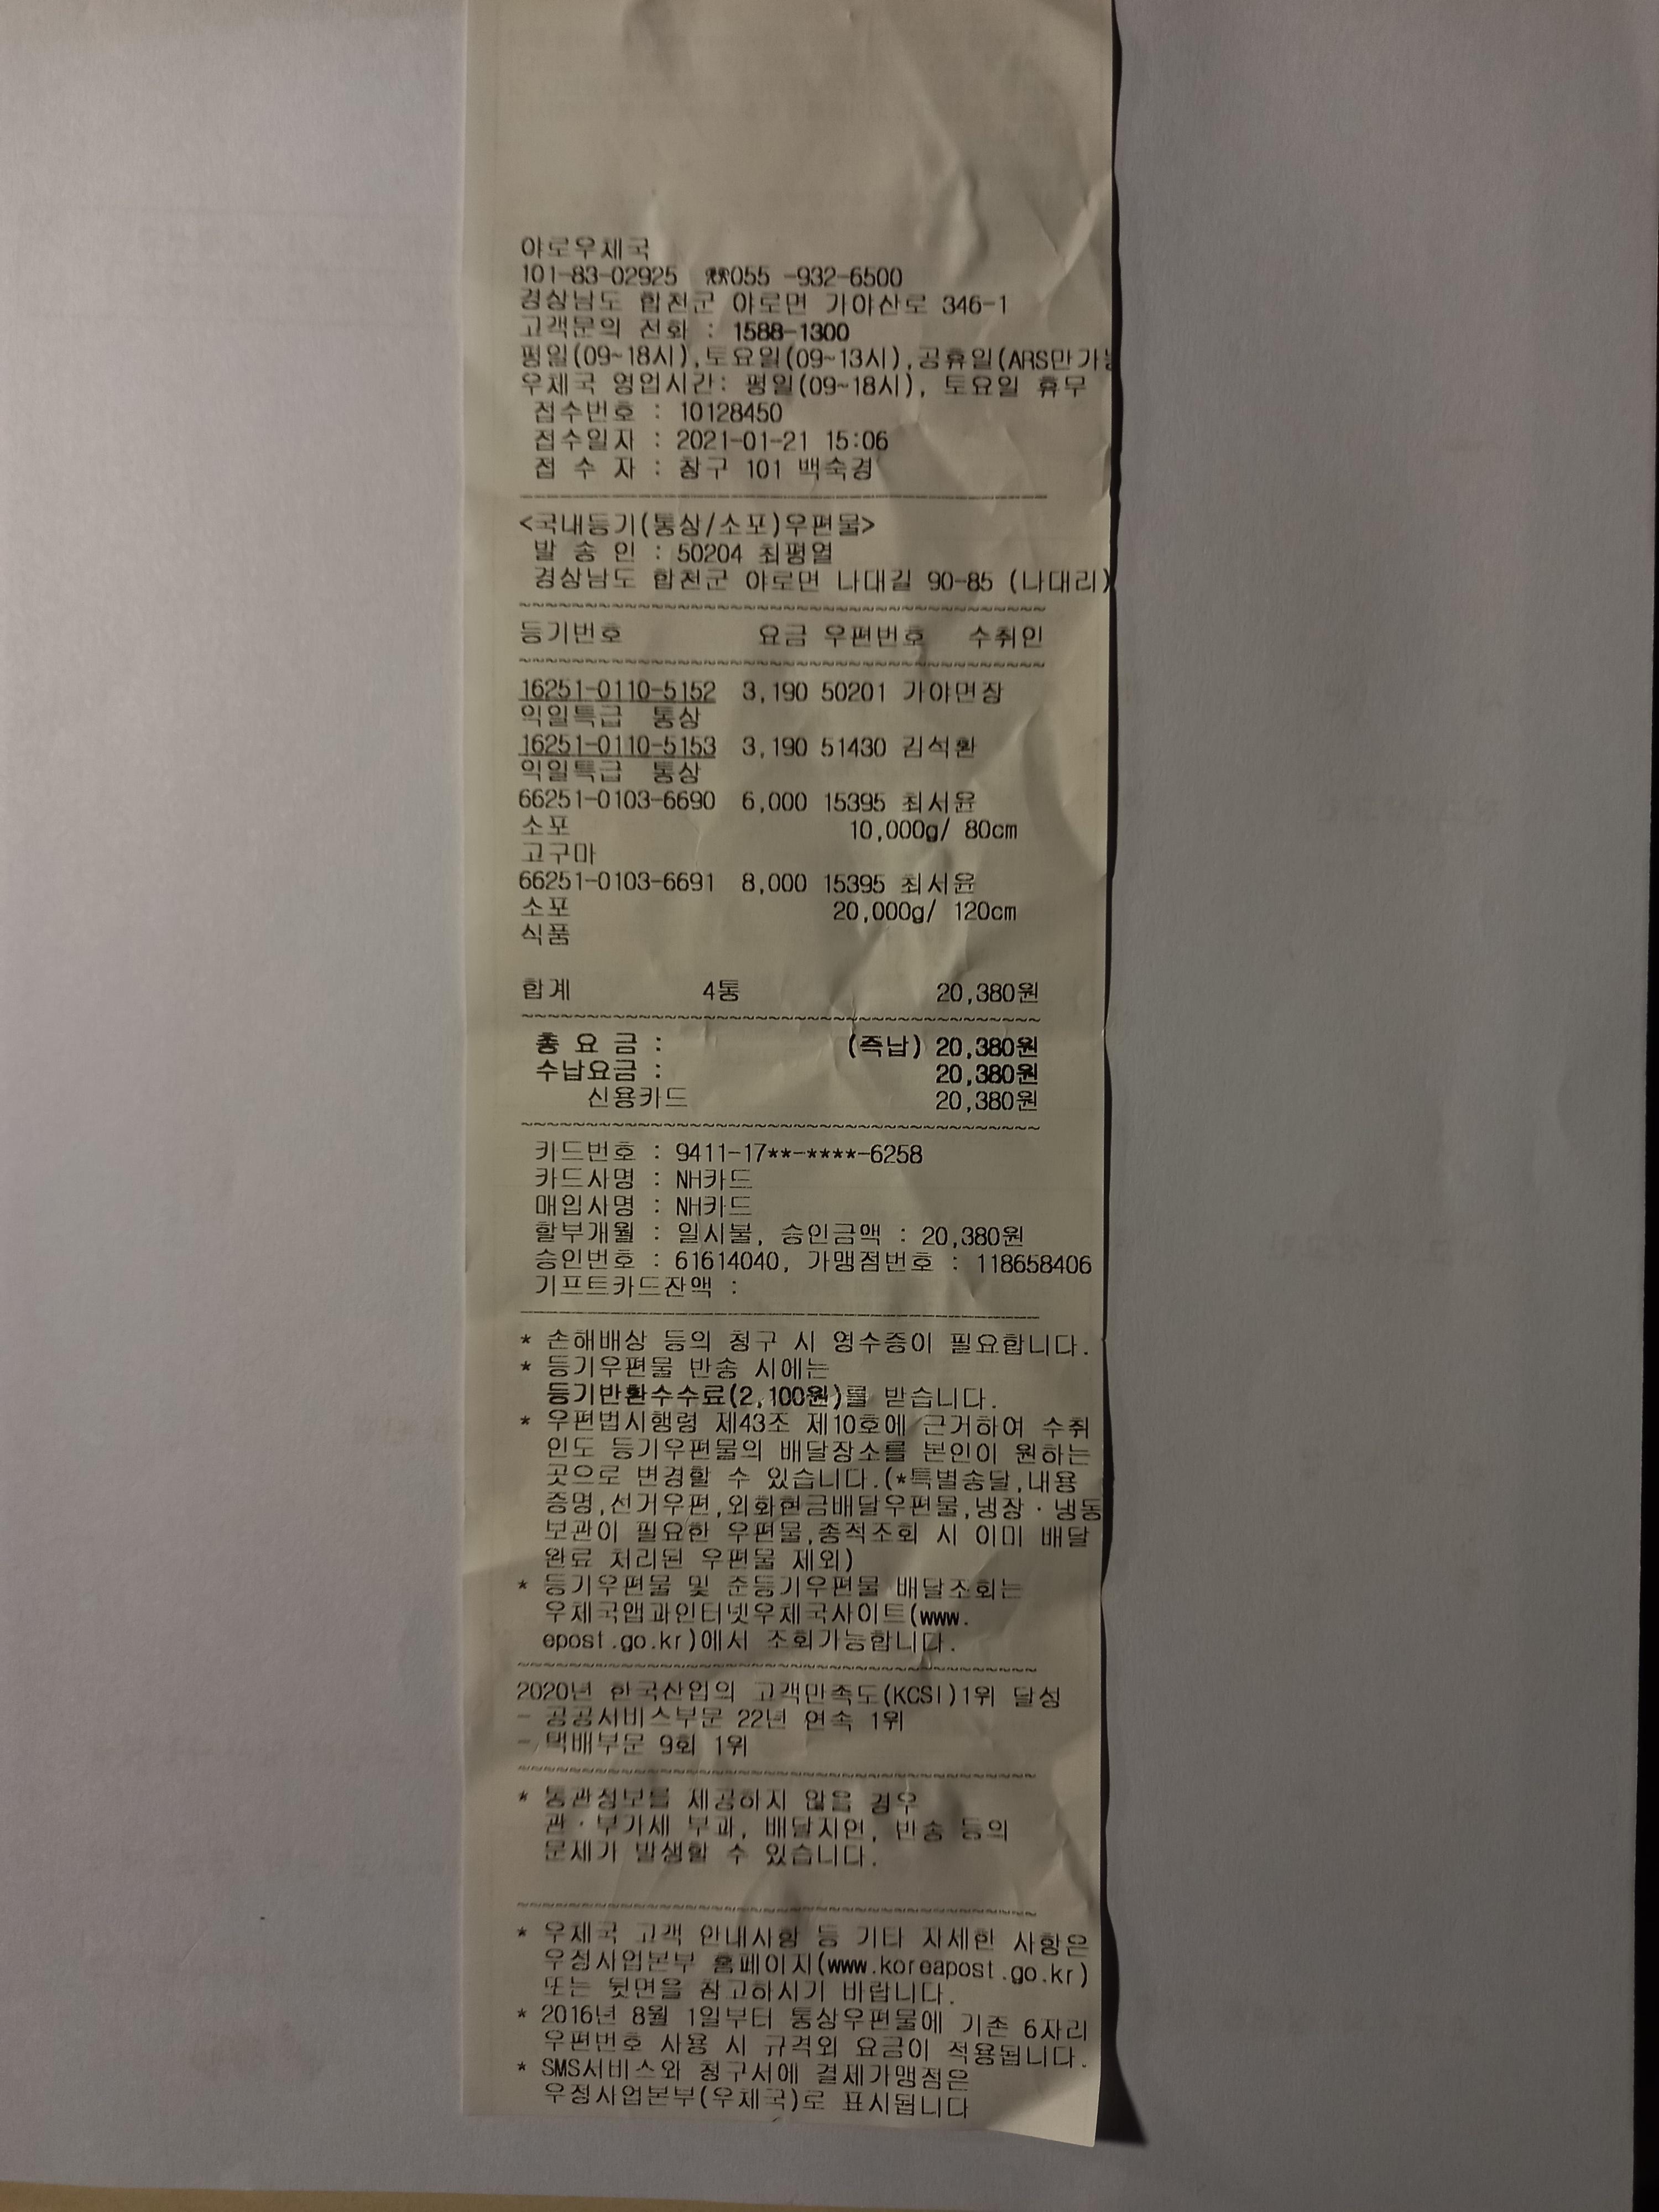 야로우체국
101-83-02925 ☎055 -932-6500
경상남도 합천군 야로면 가야산로 346-1
고객문의 전화 : 1588-1300
평일(09~18시),토요일(09~13시),공휴일(ARS만가능
우체국 영업시간: 평일(09~18시), 토요일 휴무
접수번호 : 10128450
접수일자 : 2021-01-21 15:06
접 수 자 : 창구 101 백숙경
<국내등기(통상/소포)우편물>
발 송 인 : 50204 최평열
경상남도 합천군 야로면 나대길 90-85 (나대리)
등기번호 요금 우편번호 수취인
16251-0110-5152 3,190 50201 가야면장
익일특급 통상
16251-0110-5153 3,190 51430 김석환
익일특급 통상
66251-0103-6690 6,000 15395 최서윤
소포 10,000g/ 80cm
고구마
66251-0103-6691 8,000 15395 최서윤
소포 20,000g/ 120cm
식품
합계 4통 20,380원
총 요 금 : (즉납) 20,380원
수납요금 : 20,380원
신용카드 20,380원
카드번호 : 9411-17**-****-6258
카드사명 : NH카드
매입사명 : NH카드
할부개월 : 일시불, 승인금액 : 20,380원
승인번호 : 61614040, 가맹점번호 : 118658406
기프트카드잔액 :
* 손해배상 등의 청구 시 영수증이 필요합니다.
* 등기우편물 반송 시에는
등기반환수수료(2,100원)를 받습니다.
* 우편법시행령 제43조 제10호에 근거하여 수취
인도 등기우편물의 배달장소를 본인이 원하는
곳으로 변경할 수 있습니다.(*특별송달,내용
증명,선거우편,외화현금배달우편물,냉장·냉동
보관이 필요한 우편물,종적조회 시 이미 배달
완료 처리된 우편물 제외)
* 등기우편물 및 준등기우편물 배달조회는
우체국앱과인터넷우체국사이트(www.
epost.go.kr)에서 조회가능합니다.
2020년 한국산업의 고객만족도(KCSI)1위 달성
- 공공서비스부문 22년 연속 1위
- 택배부문 9회 1위
* 통관정보를 제공하지 않을 경우
관·부가세 부과, 배달지연, 반송 등의
문제가 발생할 수 있습니다.
* 우체국 고객 안내사항 등 기타 자세한 사항은
우정사업본부 홈페이지(www.koreapost.go.kr)
또는 뒷면을 참고하시기 바랍니다.
* 2016년 8월 1일부터 통상우편물에 기존 6자리
우편번호 사용 시 규격외 요금이 적용됩니다.
* SMS서비스와 청구서에 결제가맹점은
우정사업본부(우체국)로 표시됩니다